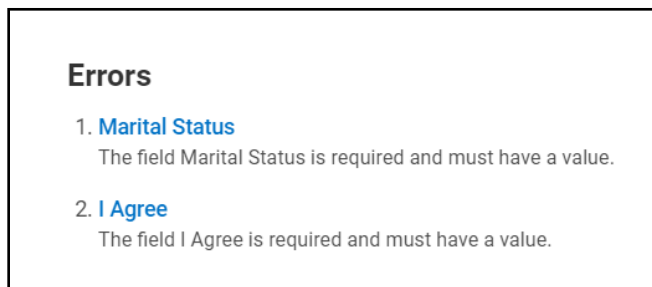 Errors
1. Marital Status
The field Marital Status is required and must have a value.
2. I Agree
The field I Agree is required and must have a value.